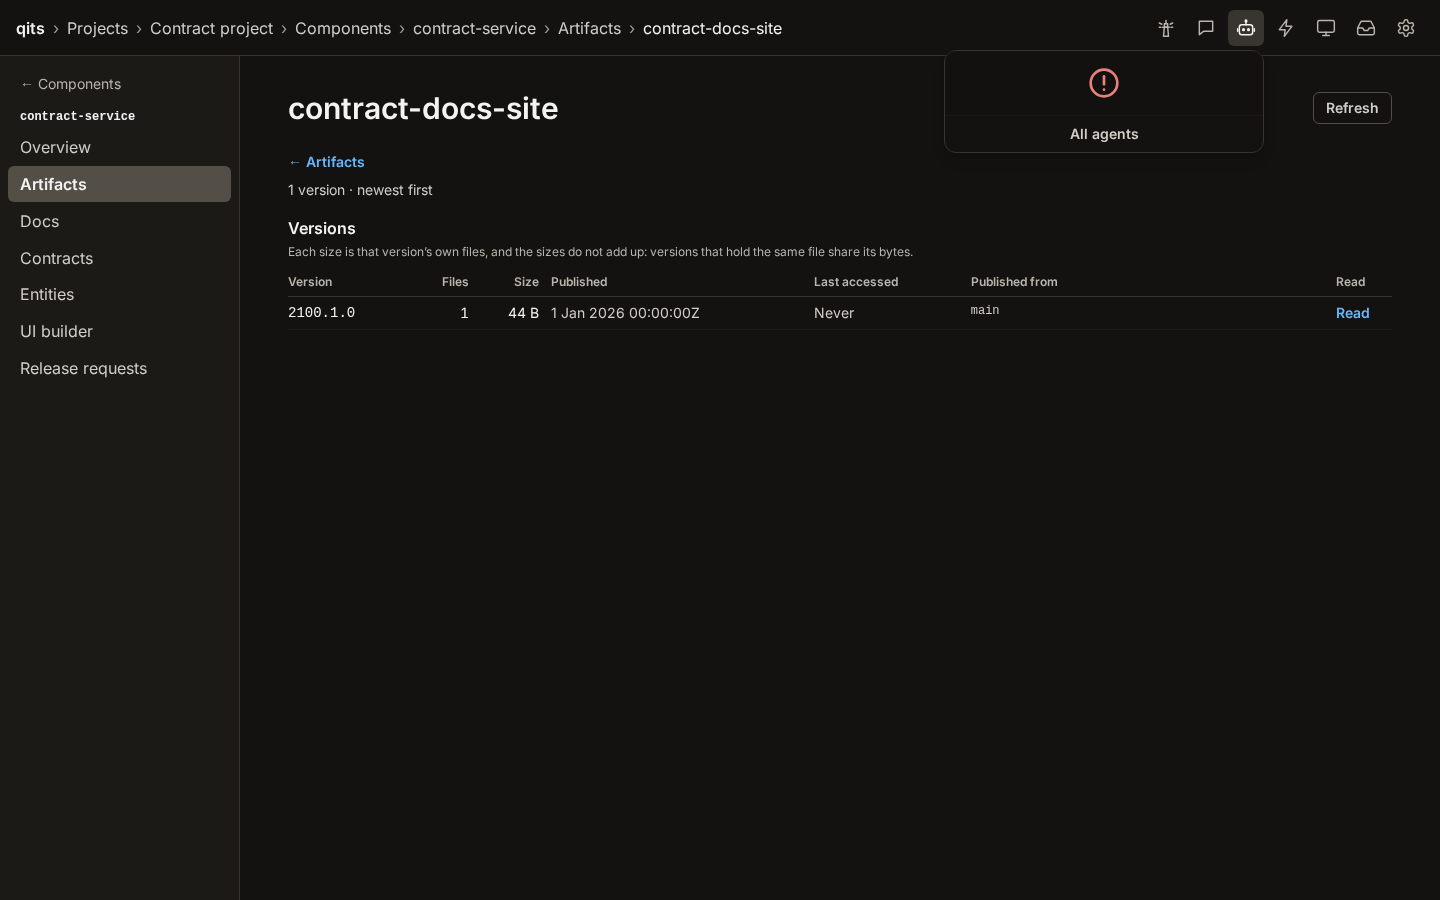 qits › Projects › Contract project › Components › contract-service › Artifacts › contract-docs-site
← Components
contract-service
Overview
Artifacts
Docs
Contracts
Entities
UI builder
Release requests
contract-docs-site
All agents
Refresh
← Artifacts
1 version · newest first
Versions
Each size is that version’s own files, and the sizes do not add up: versions that hold the same file share its bytes.
Version Files Size Published Last accessed Published from Read
2100.1.0 1 44 B 1 Jan 2026 00:00:00Z Never main Read